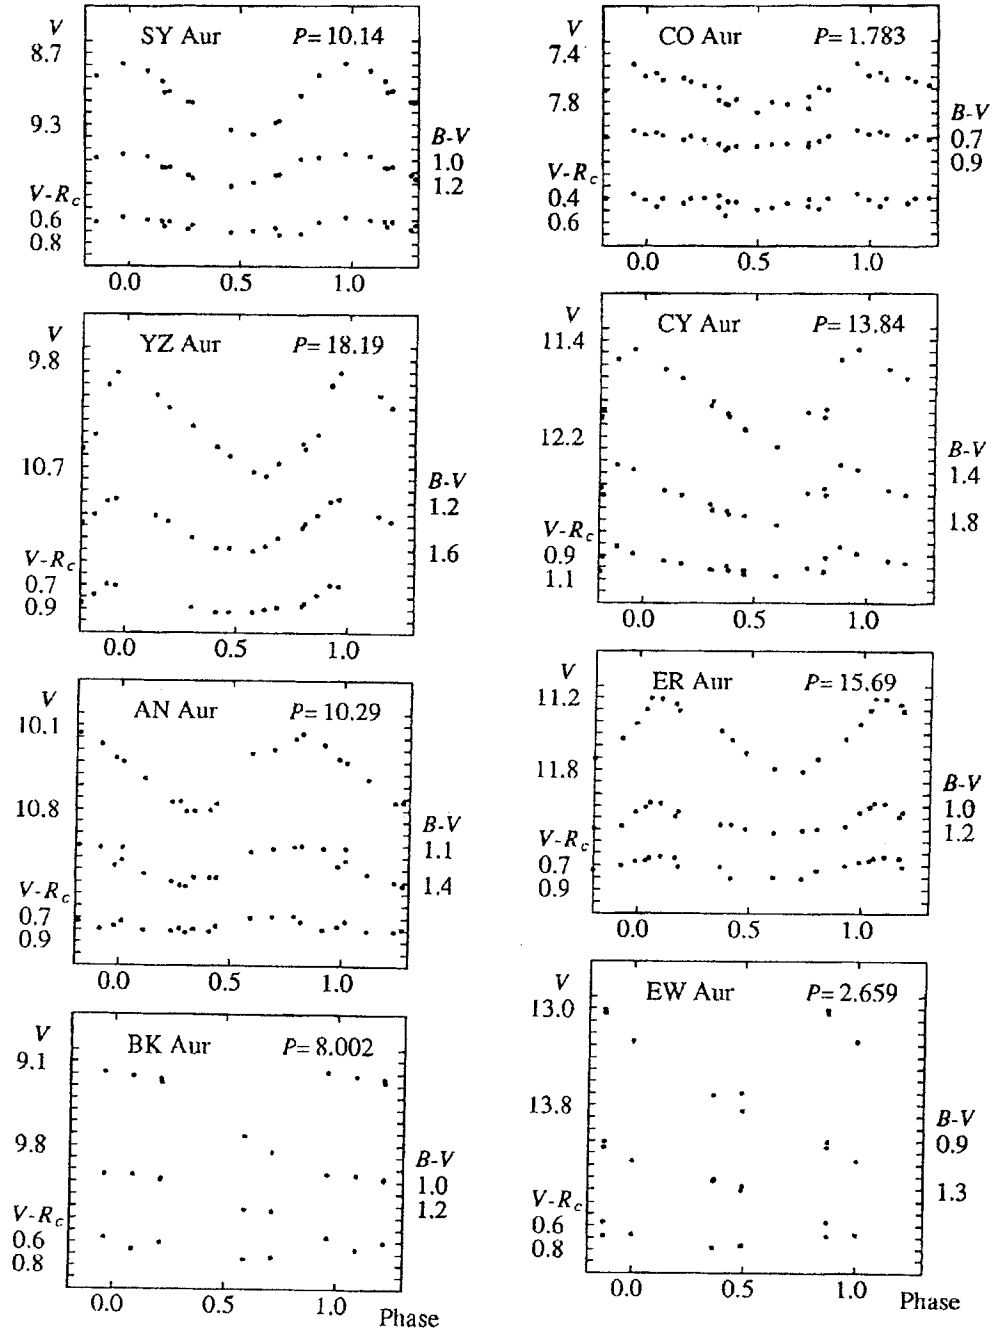 V
SY Aur P= 10.14
8.7
9.3
B-V
1.0
1.2
V-Rc
0.6
0.8
0.0 0.5 1.0
V
CO Aur P= 1.783
7.4
7.8
B-V
0.7
0.9
V-Rc
0.4
0.6
0.0 0.5 1.0
V
YZ Aur P= 18.19
9.8
10.7
B-V
1.2
1.6
V-Rc
0.7
0.9
0.0 0.5 1.0
V
CY Aur P= 13.84
11.4
12.2
B-V
1.4
1.8
V-Rc
0.9
1.1
0.0 0.5 1.0
V
AN Aur P= 10.29
10.1
10.8
B-V
1.1
1.4
V-Rc
0.7
0.9
0.0 0.5 1.0
V
ER Aur P= 15.69
11.2
11.8
B-V
1.0
1.2
V-Rc
0.7
0.9
0.0 0.5 1.0
V
BK Aur P= 8.002
9.1
9.8
B-V
1.0
1.2
V-Rc
0.6
0.8
0.0 0.5 1.0
Phase
V
EW Aur P= 2.659
13.0
13.8
B-V
0.9
1.3
V-Rc
0.6
0.8
0.0 0.5 1.0
Phase